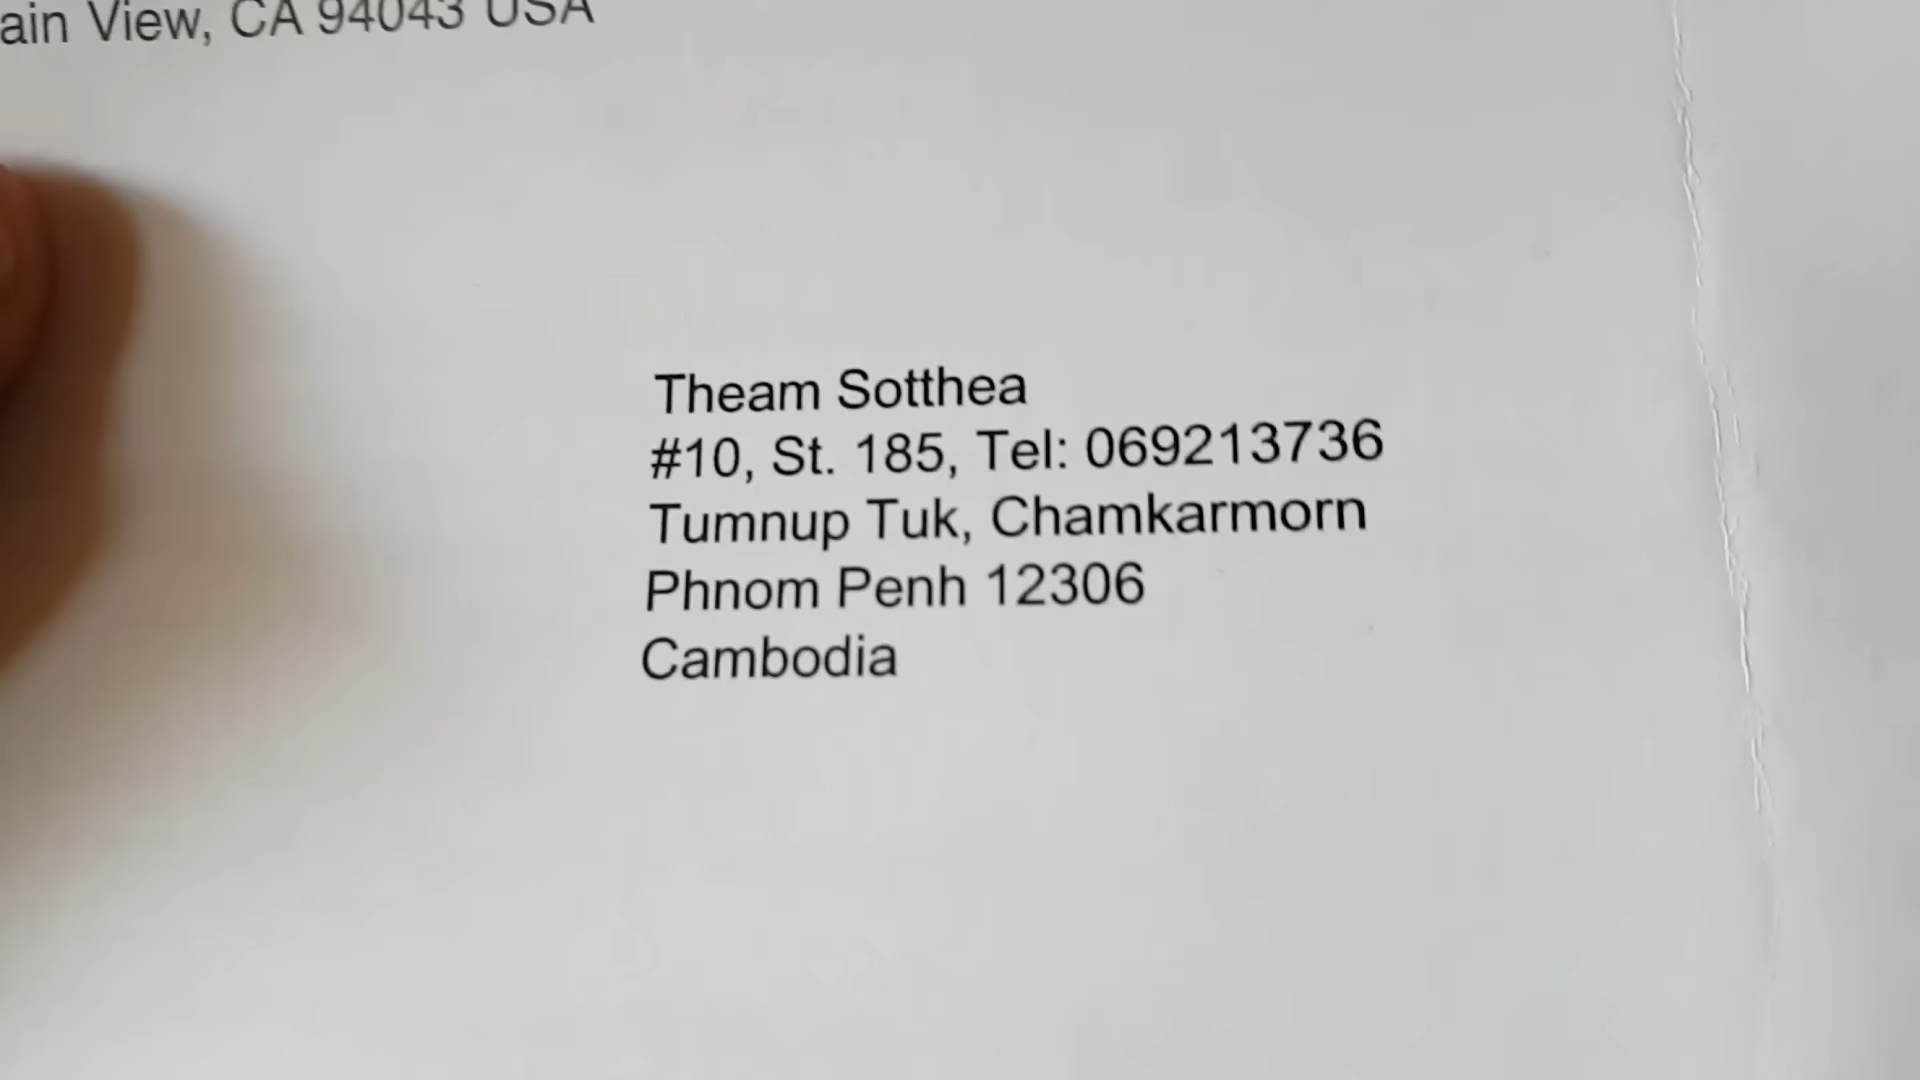 ain View, CA 94043 USA
Theam Sotthea
#10, St. 185, Tel: 069213736
Tumnup Tuk, Chamkarmorn
Phnom Penh 12306
Cambodia